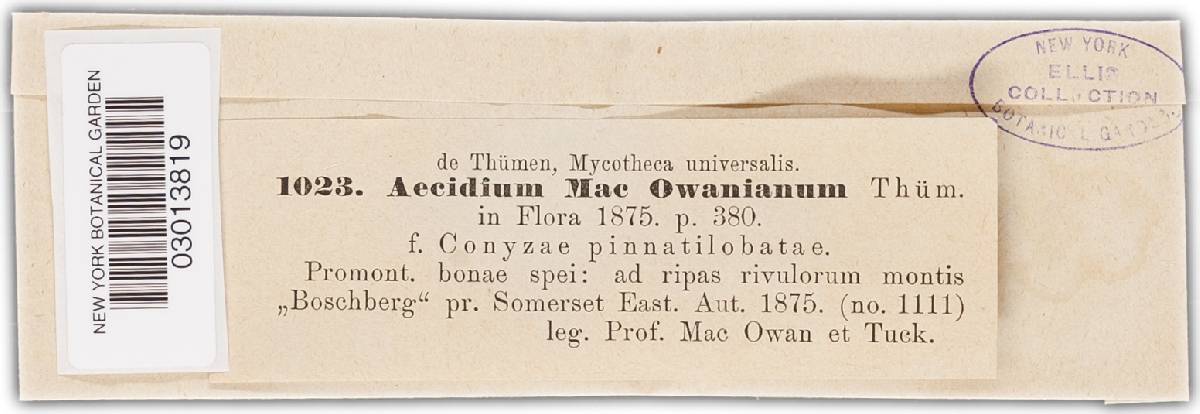 NEW YORK BOTANICAL GARDEN
03013819
NEW YORK
ELLIS
COLLECTION
BOTANICAL GARDEN.
de Thümen, Mycotheca universalis.
1023. Aecidium Mac Owanianum Thüm.
in Flora 1875. p. 380.
f. Conyzae pinnatilobatae.
Promont. bonae spei: ad ripas rivulorum montis
„Boschberg“ pr. Somerset East. Aut. 1875. (no. 1111)
leg. Prof. Mac Owan et Tuck.